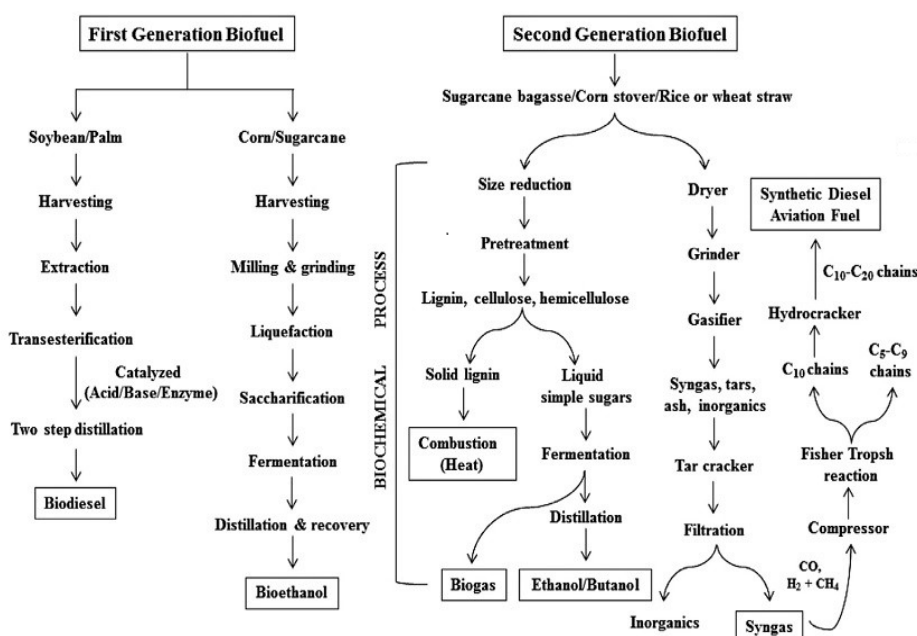 First Generation Biofuel
Soybean/Palm
Harvesting
Extraction
Transesterification
Catalyzed
(Acid/Base/Enzyme)
Two step distillation
Biodiesel
Corn/Sugarcane
Harvesting
Milling & grinding
Liquefaction
Saccharification
Fermentation
Distillation & recovery
Bioethanol
Second Generation Biofuel
Sugarcane bagasse/Corn stover/Rice or wheat straw
BIOCHEMICAL PROCESS
Size reduction
Pretreatment
Lignin, cellulose, hemicellulose
Solid lignin
Combustion
(Heat)
Liquid
simple sugars
Fermentation
Distillation
Biogas
Ethanol/Butanol
Dryer
Grinder
Gasifier
Syngas, tars,
ash, inorganics
Tar cracker
Filtration
Inorganics
Syngas
CO,
H₂ + CH₄
Compressor
Fisher Tropsh
reaction
C₁₀ chains
C₅-C₉
chains
Hydrocracker
C₁₀-C₂₀ chains
Synthetic Diesel
Aviation Fuel